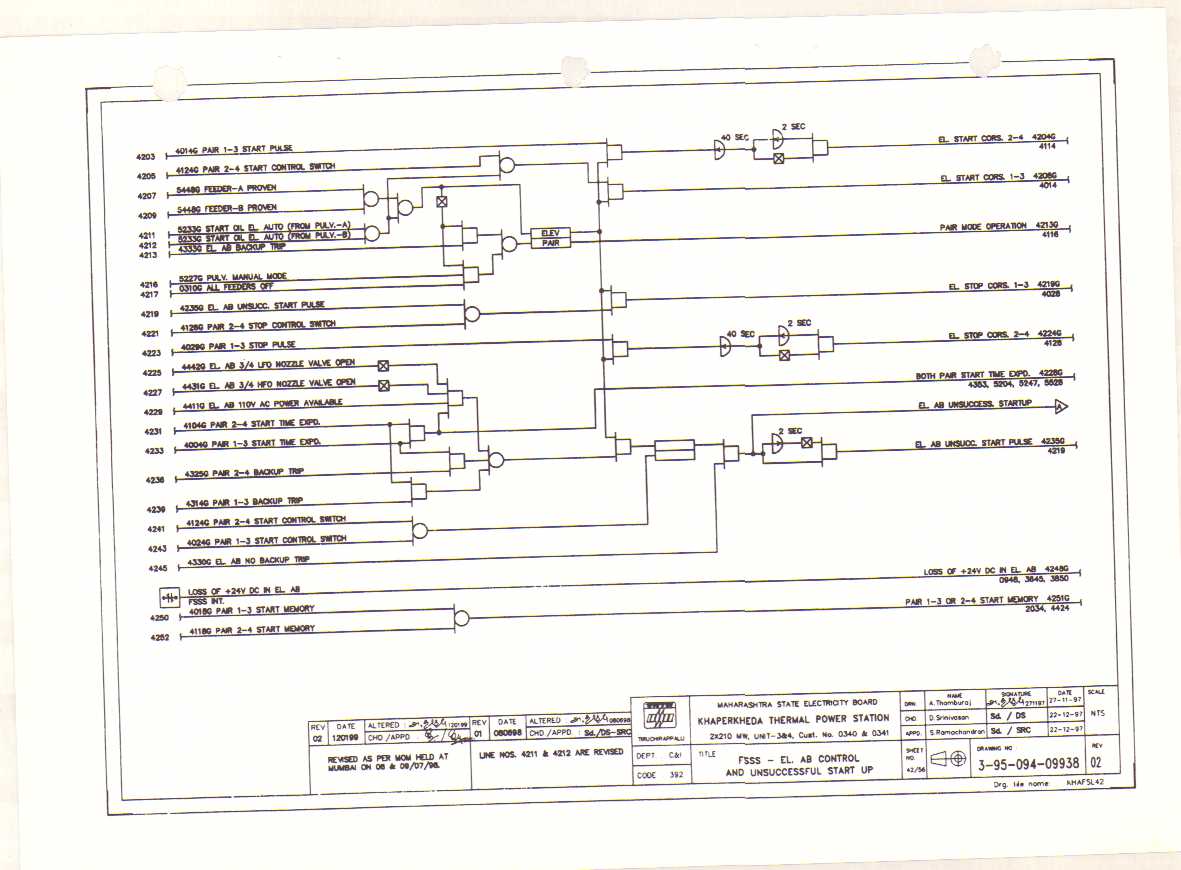 4203 4014G PAIR 1-3 START PULSE
4205 4124G PAIR 2-4 START CONTROL SWITCH
4207 5448G FEEDER-A PROVEN
4209 5448G FEEDER-B PROVEN
4211 5233G START OIL EL. AUTO (FROM PULV.-A)
4212 5233G START OIL EL. AUTO (FROM PULV.-B)
4213 4333G EL. AB BACKUP TRIP
4216 5227G PULV. MANUAL MODE
4217 0310G ALL FEEDERS OFF
4219 4235G EL. AB UNSUCC. START PULSE
4221 4128G PAIR 2-4 STOP CONTROL SWITCH
4223 4029G PAIR 1-3 STOP PULSE
4225 4442G EL. AB 3/4 LFO NOZZLE VALVE OPEN
4227 4431G EL. AB 3/4 HFO NOZZLE VALVE OPEN
4229 4411G EL. AB 110V AC POWER AVAILABLE
4231 4104G PAIR 2-4 START TIME EXPD.
4233 4004G PAIR 1-3 START TIME EXPD.
4236 4325G PAIR 2-4 BACKUP TRIP
4239 4314G PAIR 1-3 BACKUP TRIP
4241 4124G PAIR 2-4 START CONTROL SWITCH
4243 4024G PAIR 1-3 START CONTROL SWITCH
4245 4330G EL. AB NO BACKUP TRIP
LOSS OF +24V DC IN EL. AB
FSSS INT.
4250 4018G PAIR 1-3 START MEMORY
4252 4118G PAIR 2-4 START MEMORY
ELEV
PAIR
40 SEC
2 SEC
EL. START CORS. 2-4 4204G
4114
EL. START CORS. 1-3 4206G
4014
PAIR MODE OPERATION 4213G
4116
EL. STOP CORS. 1-3 4219G
4028
40 SEC
2 SEC
EL. STOP CORS. 2-4 4224G
4128
BOTH PAIR START TIME EXPD. 4228G
4353, 5204, 5247, 5528
EL. AB UNSUCCESS. STARTUP
A
2 SEC
EL. AB UNSUCC. START PULSE 4235G
4219
LOSS OF +24V DC IN EL. AB 4248G
0948, 3645, 3850
PAIR 1-3 OR 2-4 START MEMORY 4251G
2034, 4424
REV DATE ALTERED 120199
02 120199 CHD /APPD
REVISED AS PER MOM HELD AT
MUMBAI ON 08 & 09/07/98.
REV DATE ALTERED 080698
01 080698 CHD /APPD Sd./DS-SRC
LINE NOS. 4211 & 4212 ARE REVISED
TIRUCHIRAPPALLI
DEPT. C&I
CODE 392
MAHARASHTRA STATE ELECTRICITY BOARD
KHAPERKHEDA THERMAL POWER STATION
2X210 MW, UNIT-3&4, Cust. No. 0340 & 0341
TITLE
FSSS - EL. AB CONTROL
AND UNSUCCESSFUL START UP
NAME SIGNATURE DATE
DRN A.Thamburaj 271197 27-11-97
CHD D.Srinivasan Sd. / DS 22-12-97
APPD. S.Ramachandran Sd. / SRC 22-12-97
SCALE
NTS
SHEET NO.
42/56
DRAWING NO
3-95-094-09938
REV
02
Drg. file name: KHAFSL42